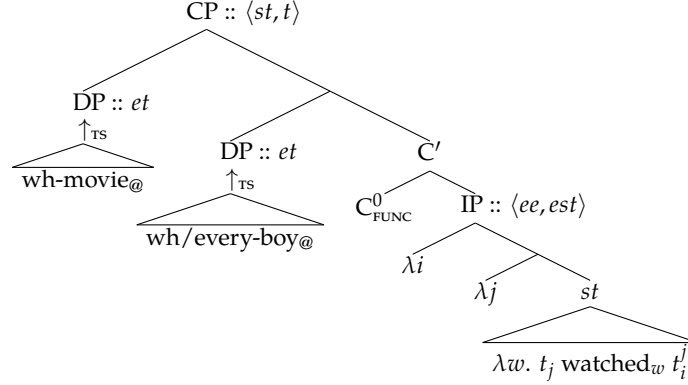 CP :: ⟨st, t⟩
DP :: et
↑TS
wh-movie@
DP :: et
↑TS
wh/every-boy@
C′
C⁰FUNC
IP :: ⟨ee, est⟩
λi
λj
st
λw. tⱼ watched_w tᵢʲ